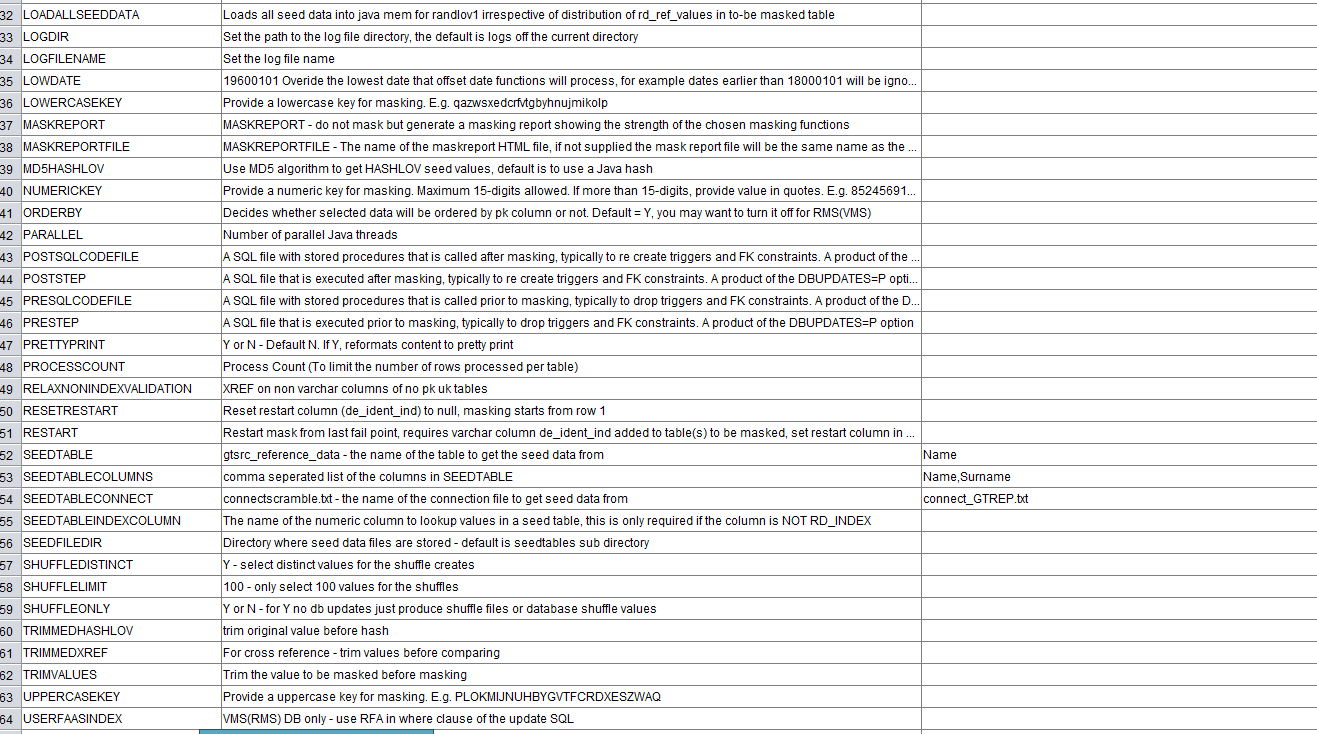 32 LOADALLSEEDDATA Loads all seed data into java mem for randlov1 irrespective of distribution of rd_ref_values in to-be masked table
33 LOGDIR Set the path to the log file directory, the default is logs off the current directory
34 LOGFILENAME Set the log file name
35 LOWDATE 19600101 Overide the lowest date that offset date functions will process, for example dates earlier than 18000101 will be igno...
36 LOWERCASEKEY Provide a lowercase key for masking. E.g. qazwsxedcrfvtgbyhnujmikolp
37 MASKREPORT MASKREPORT - do not mask but generate a masking report showing the strength of the chosen masking functions
38 MASKREPORTFILE MASKREPORTFILE - The name of the maskreport HTML file, if not supplied the mask report file will be the same name as the ...
39 MD5HASHLOV Use MD5 algorithm to get HASHLOV seed values, default is to use a Java hash
40 NUMERICKEY Provide a numeric key for masking. Maximum 15-digits allowed. If more than 15-digits, provide value in quotes. E.g. 85245691...
41 ORDERBY Decides whether selected data will be ordered by pk column or not. Default = Y, you may want to turn it off for RMS(VMS)
42 PARALLEL Number of parallel Java threads
43 POSTSQLCODEFILE A SQL file with stored procedures that is called after masking, typically to re create triggers and FK constraints. A product of the ...
44 POSTSTEP A SQL file that is executed after masking, typically to re create triggers and FK constraints. A product of the DBUPDATES=P opti...
45 PRESQLCODEFILE A SQL file with stored procedures that is called prior to masking, typically to drop triggers and FK constraints. A product of the D...
46 PRESTEP A SQL file that is executed prior to masking, typically to drop triggers and FK constraints. A product of the DBUPDATES=P option
47 PRETTYPRINT Y or N - Default N. If Y, reformats content to pretty print
48 PROCESSCOUNT Process Count (To limit the number of rows processed per table)
49 RELAXNONINDEXVALIDATION XREF on non varchar columns of no pk uk tables
50 RESETRESTART Reset restart column (de_ident_ind) to null, masking starts from row 1
51 RESTART Restart mask from last fail point, requires varchar column de_ident_ind added to table(s) to be masked, set restart column in ...
52 SEEDTABLE gtsrc_reference_data - the name of the table to get the seed data from Name
53 SEEDTABLECOLUMNS comma seperated list of the columns in SEEDTABLE Name,Surname
54 SEEDTABLECONNECT connectscramble.txt - the name of the connection file to get seed data from connect_GTREP.txt
55 SEEDTABLEINDEXCOLUMN The name of the numeric column to lookup values in a seed table, this is only required if the column is NOT RD_INDEX
56 SEEDFILEDIR Directory where seed data files are stored - default is seedtables sub directory
57 SHUFFLEDISTINCT Y - select distinct values for the shuffle creates
58 SHUFFLELIMIT 100 - only select 100 values for the shuffles
59 SHUFFLEONLY Y or N - for Y no db updates just produce shuffle files or database shuffle values
60 TRIMMEDHASHLOV trim original value before hash
61 TRIMMEDXREF For cross reference - trim values before comparing
62 TRIMVALUES Trim the value to be masked before masking
63 UPPERCASEKEY Provide a uppercase key for masking. E.g. PLOKMIJNUHBYGVTFCRDXESZWAQ
64 USERFAASINDEX VMS(RMS) DB only - use RFA in where clause of the update SQL